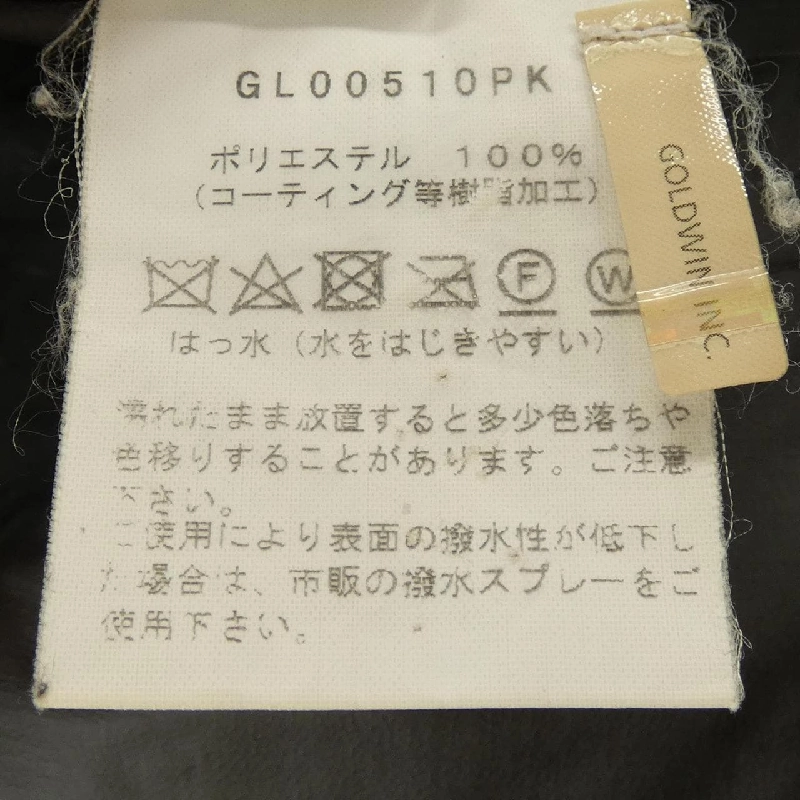 GL00510PK
ポリエステル 100%
(コーティング等樹脂加工)
F
W
はっ水(水をはじきやすい)
濡れたまま放置すると多少色落ちや
色移りすることがあります。ご注意
下さい。
ご使用により表面の撥水性が低下し
た場合は、市販の撥水スプレーをご
使用下さい。
GOLDWIN INC.